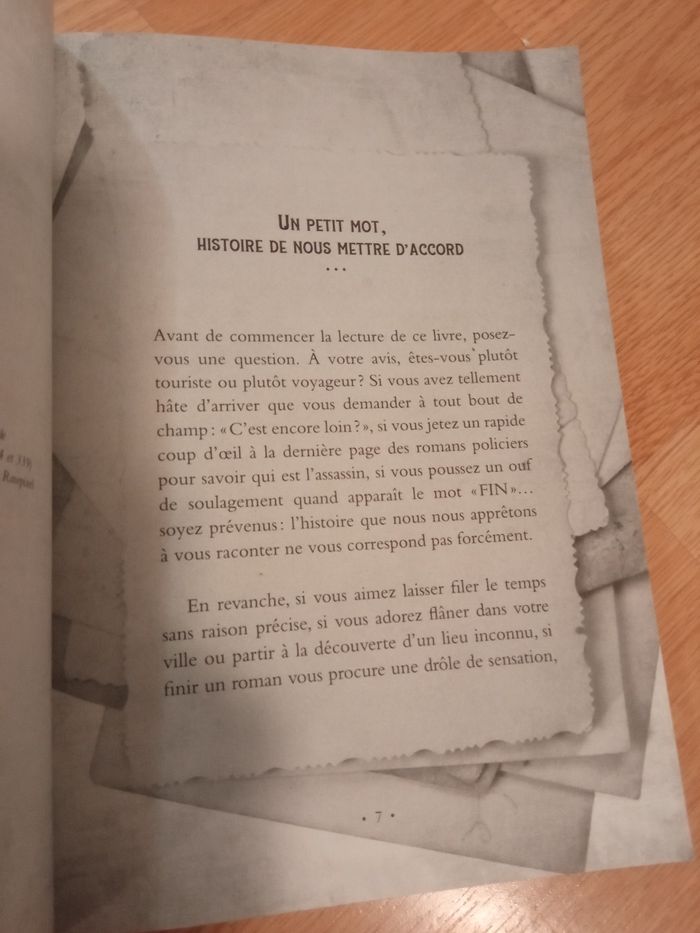 UN PETIT MOT,
HISTOIRE DE NOUS METTRE D'ACCORD
• • •
Avant de commencer la lecture de ce livre, posez-
vous une question. À votre avis, êtes-vous plutôt
touriste ou plutôt voyageur ? Si vous avez tellement
hâte d'arriver que vous demander à tout bout de
champ : « C'est encore loin ? », si vous jetez un rapide
coup d'œil à la dernière page des romans policiers
pour savoir qui est l'assassin, si vous poussez un ouf
de soulagement quand apparaît le mot « FIN »…
soyez prévenus : l'histoire que nous nous apprêtons
à vous raconter ne vous correspond pas forcément.
En revanche, si vous aimez laisser filer le temps
sans raison précise, si vous adorez flâner dans votre
ville ou partir à la découverte d'un lieu inconnu, si
finir un roman vous procure une drôle de sensation,
• 7 •
et 339)